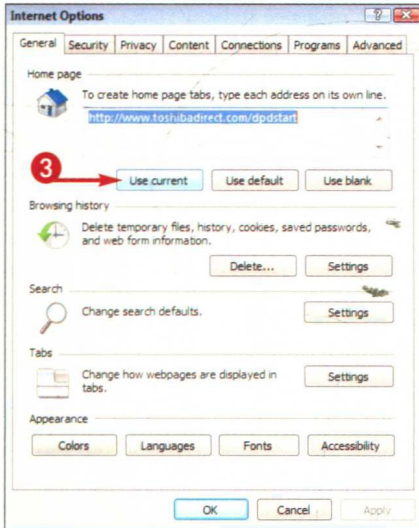 Internet Options
General Security Privacy Content Connections Programs Advanced
Home page
To create home page tabs, type each address on its own line.
http://www.toshibadirect.com/dpdstart
3
Use current Use default Use blank
Browsing history
Delete temporary files, history, cookies, saved passwords,
and web form information.
Delete... Settings
Search
Change search defaults. Settings
Tabs
Change how webpages are displayed in
tabs.
Settings
Appearance
Colors Languages Fonts Accessibility
OK Cancel Apply